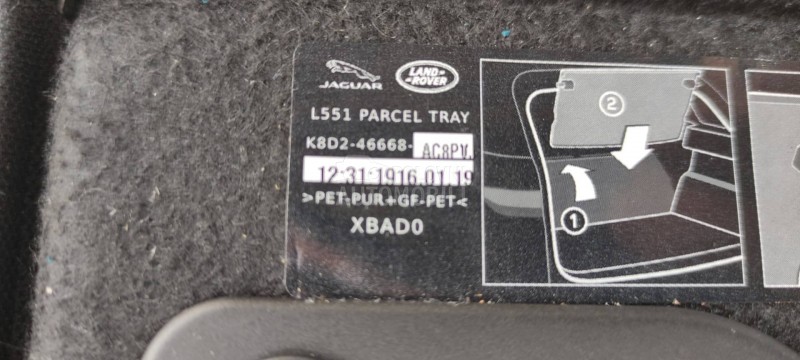 JAGUAR
LAND ROVER
L551 PARCEL TRAY
K8D2-46668-AC8PV.
12:31:1916.01.19
>PET-PUR+GF-PET<
XBAD0
2
1